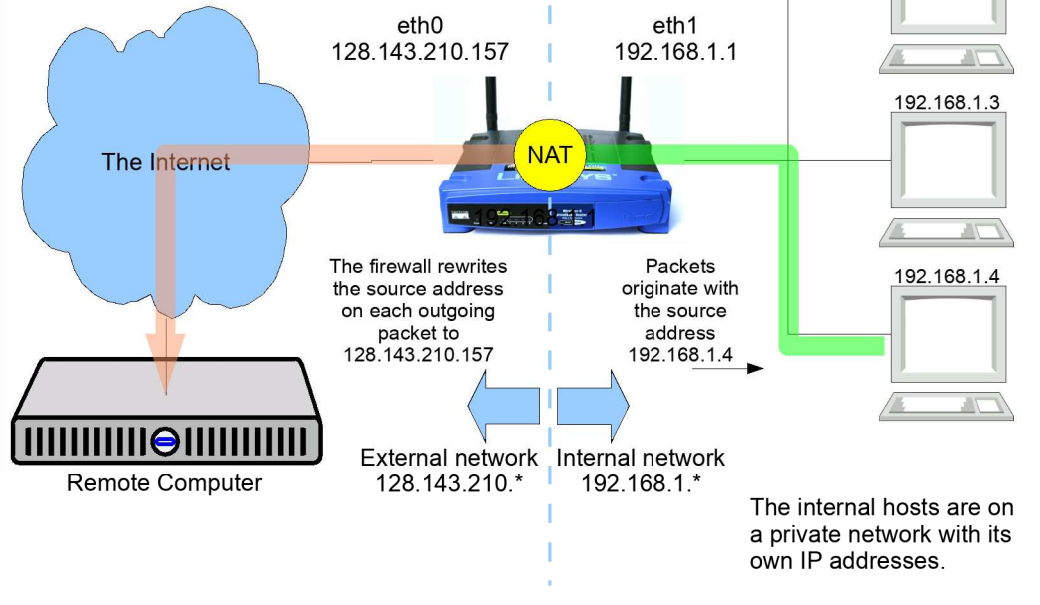 eth0
128.143.210.157
eth1
192.168.1.1
192.168.1.3
The Internet
NAT
192.168.1.4
The firewall rewrites
the source address
on each outgoing
packet to
128.143.210.157
Packets
originate with
the source
address
192.168.1.4
External network
128.143.210.*
Internal network
192.168.1.*
Remote Computer
The internal hosts are on
a private network with its
own IP addresses.